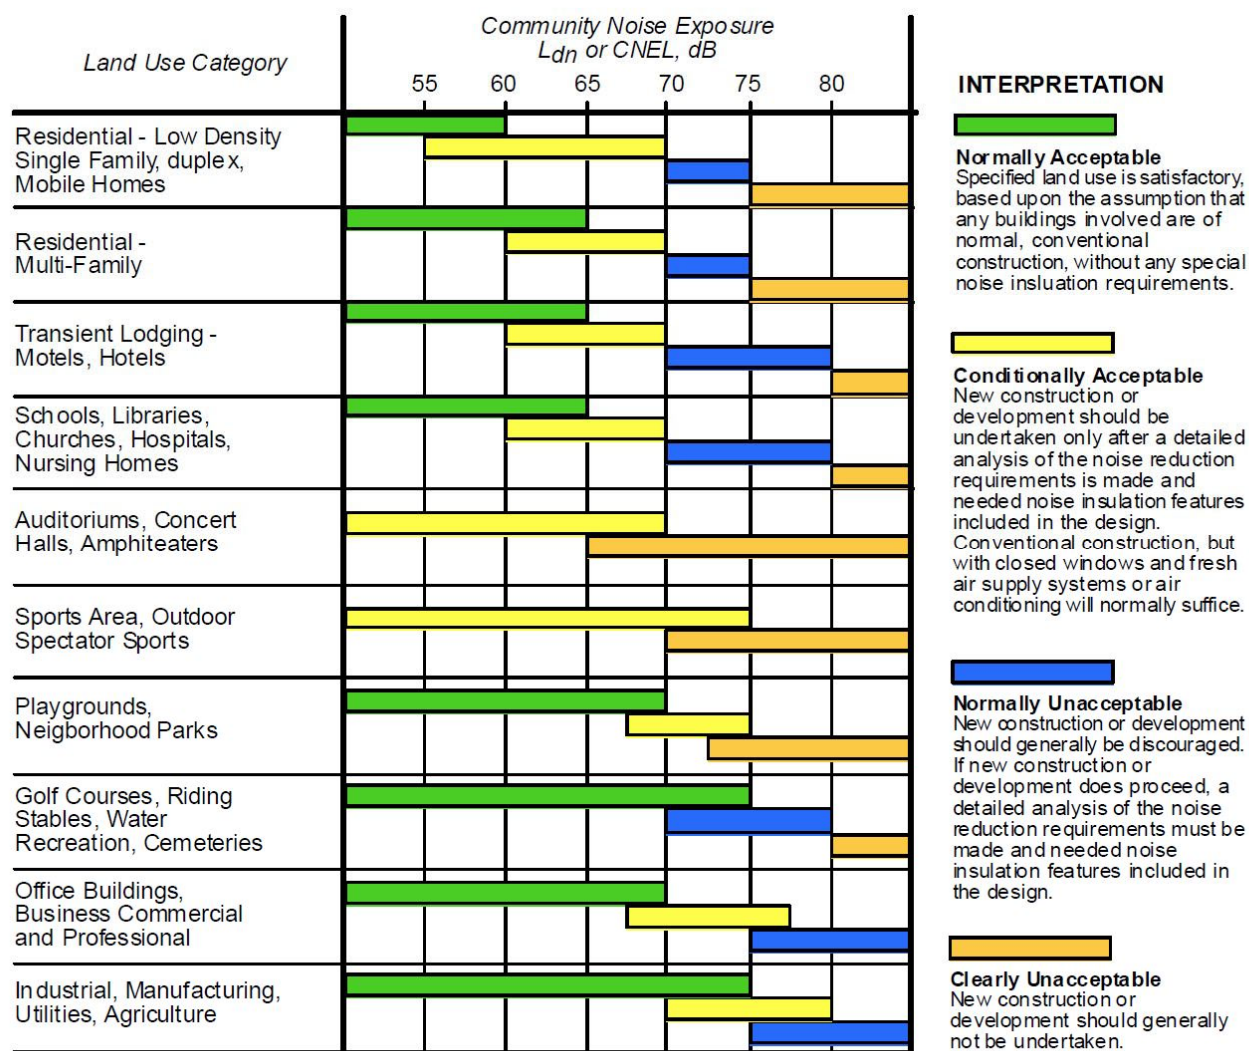 Land Use Category
Community Noise Exposure
Ldn or CNEL, dB
55 60 65 70 75 80
Residential - Low Density
Single Family, duplex,
Mobile Homes
Residential -
Multi-Family
Transient Lodging -
Motels, Hotels
Schools, Libraries,
Churches, Hospitals,
Nursing Homes
Auditoriums, Concert
Halls, Amphiteaters
Sports Area, Outdoor
Spectator Sports
Playgrounds,
Neigborhood Parks
Golf Courses, Riding
Stables, Water
Recreation, Cemeteries
Office Buildings,
Business Commercial
and Professional
Industrial, Manufacturing,
Utilities, Agriculture
INTERPRETATION
Normally Acceptable
Specified land use is satisfactory,
based upon the assumption that
any buildings involved are of
normal, conventional
construction, without any special
noise insluation requirements.
Conditionally Acceptable
New construction or
development should be
undertaken only after a detailed
analysis of the noise reduction
requirements is made and
needed noise insulation features
included in the design.
Conventional construction, but
with closed windows and fresh
air supply systems or air
conditioning will normally suffice.
Normally Unacceptable
New construction or development
should generally be discouraged.
If new construction or
development does proceed, a
detailed analysis of the noise
reduction requirements must be
made and needed noise
insulation features included in
the design.
Clearly Unacceptable
New construction or
development should generally
not be undertaken.